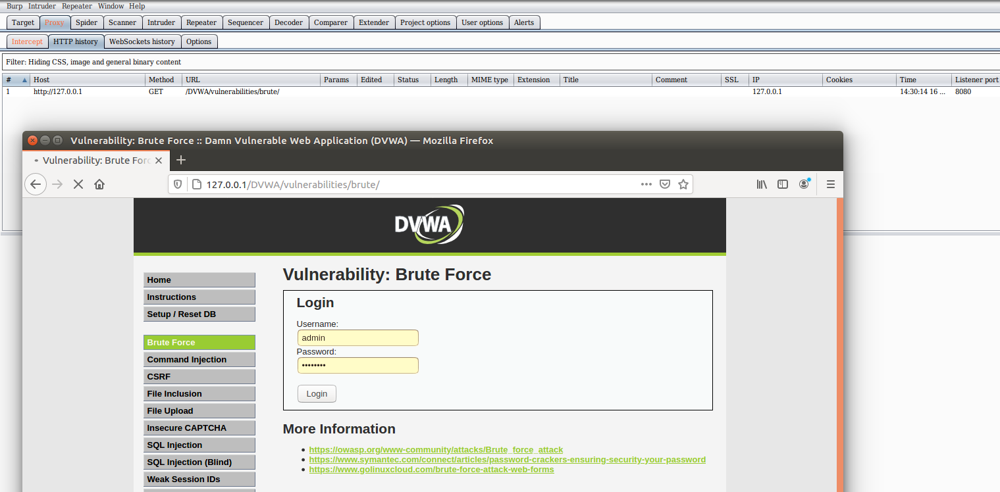 Burp Intruder Repeater Window Help
Target Proxy Spider Scanner Intruder Repeater Sequencer Decoder Comparer Extender Project options User options Alerts
Intercept HTTP history WebSockets history Options
Filter: Hiding CSS, image and general binary content
# Host Method URL Params Edited Status Length MIME type Extension Title Comment SSL IP Cookies Time Listener port
1 http://127.0.0.1 GET /DVWA/vulnerabilities/brute/ 127.0.0.1 14:30:14 16 ... 8080
Vulnerability: Brute Force :: Damn Vulnerable Web Application (DVWA) — Mozilla Firefox
Vulnerability: Brute Forc
127.0.0.1/DVWA/vulnerabilities/brute/
DVWA
Home
Instructions
Setup / Reset DB
Brute Force
Command Injection
CSRF
File Inclusion
File Upload
Insecure CAPTCHA
SQL Injection
SQL Injection (Blind)
Weak Session IDs
Vulnerability: Brute Force
Login
Username:
admin
Password:
••••••••
Login
More Information
• https://owasp.org/www-community/attacks/Brute_force_attack
• https://www.symantec.com/connect/articles/password-crackers-ensuring-security-your-password
• https://www.golinuxcloud.com/brute-force-attack-web-forms